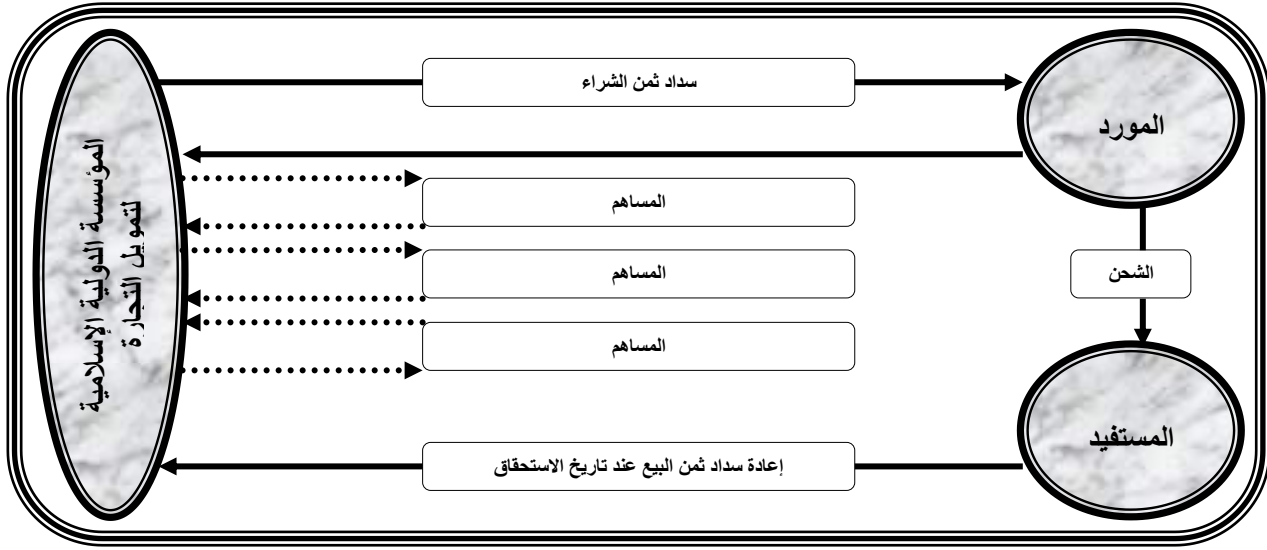 سداد ثمن الشراء
المورد
المؤسسة الدولية الإسلامية
لتمويل التجارة
المساهم
المساهم
الشحن
المساهم
المستفيد
إعادة سداد ثمن البيع عند تاريخ الاستحقاق